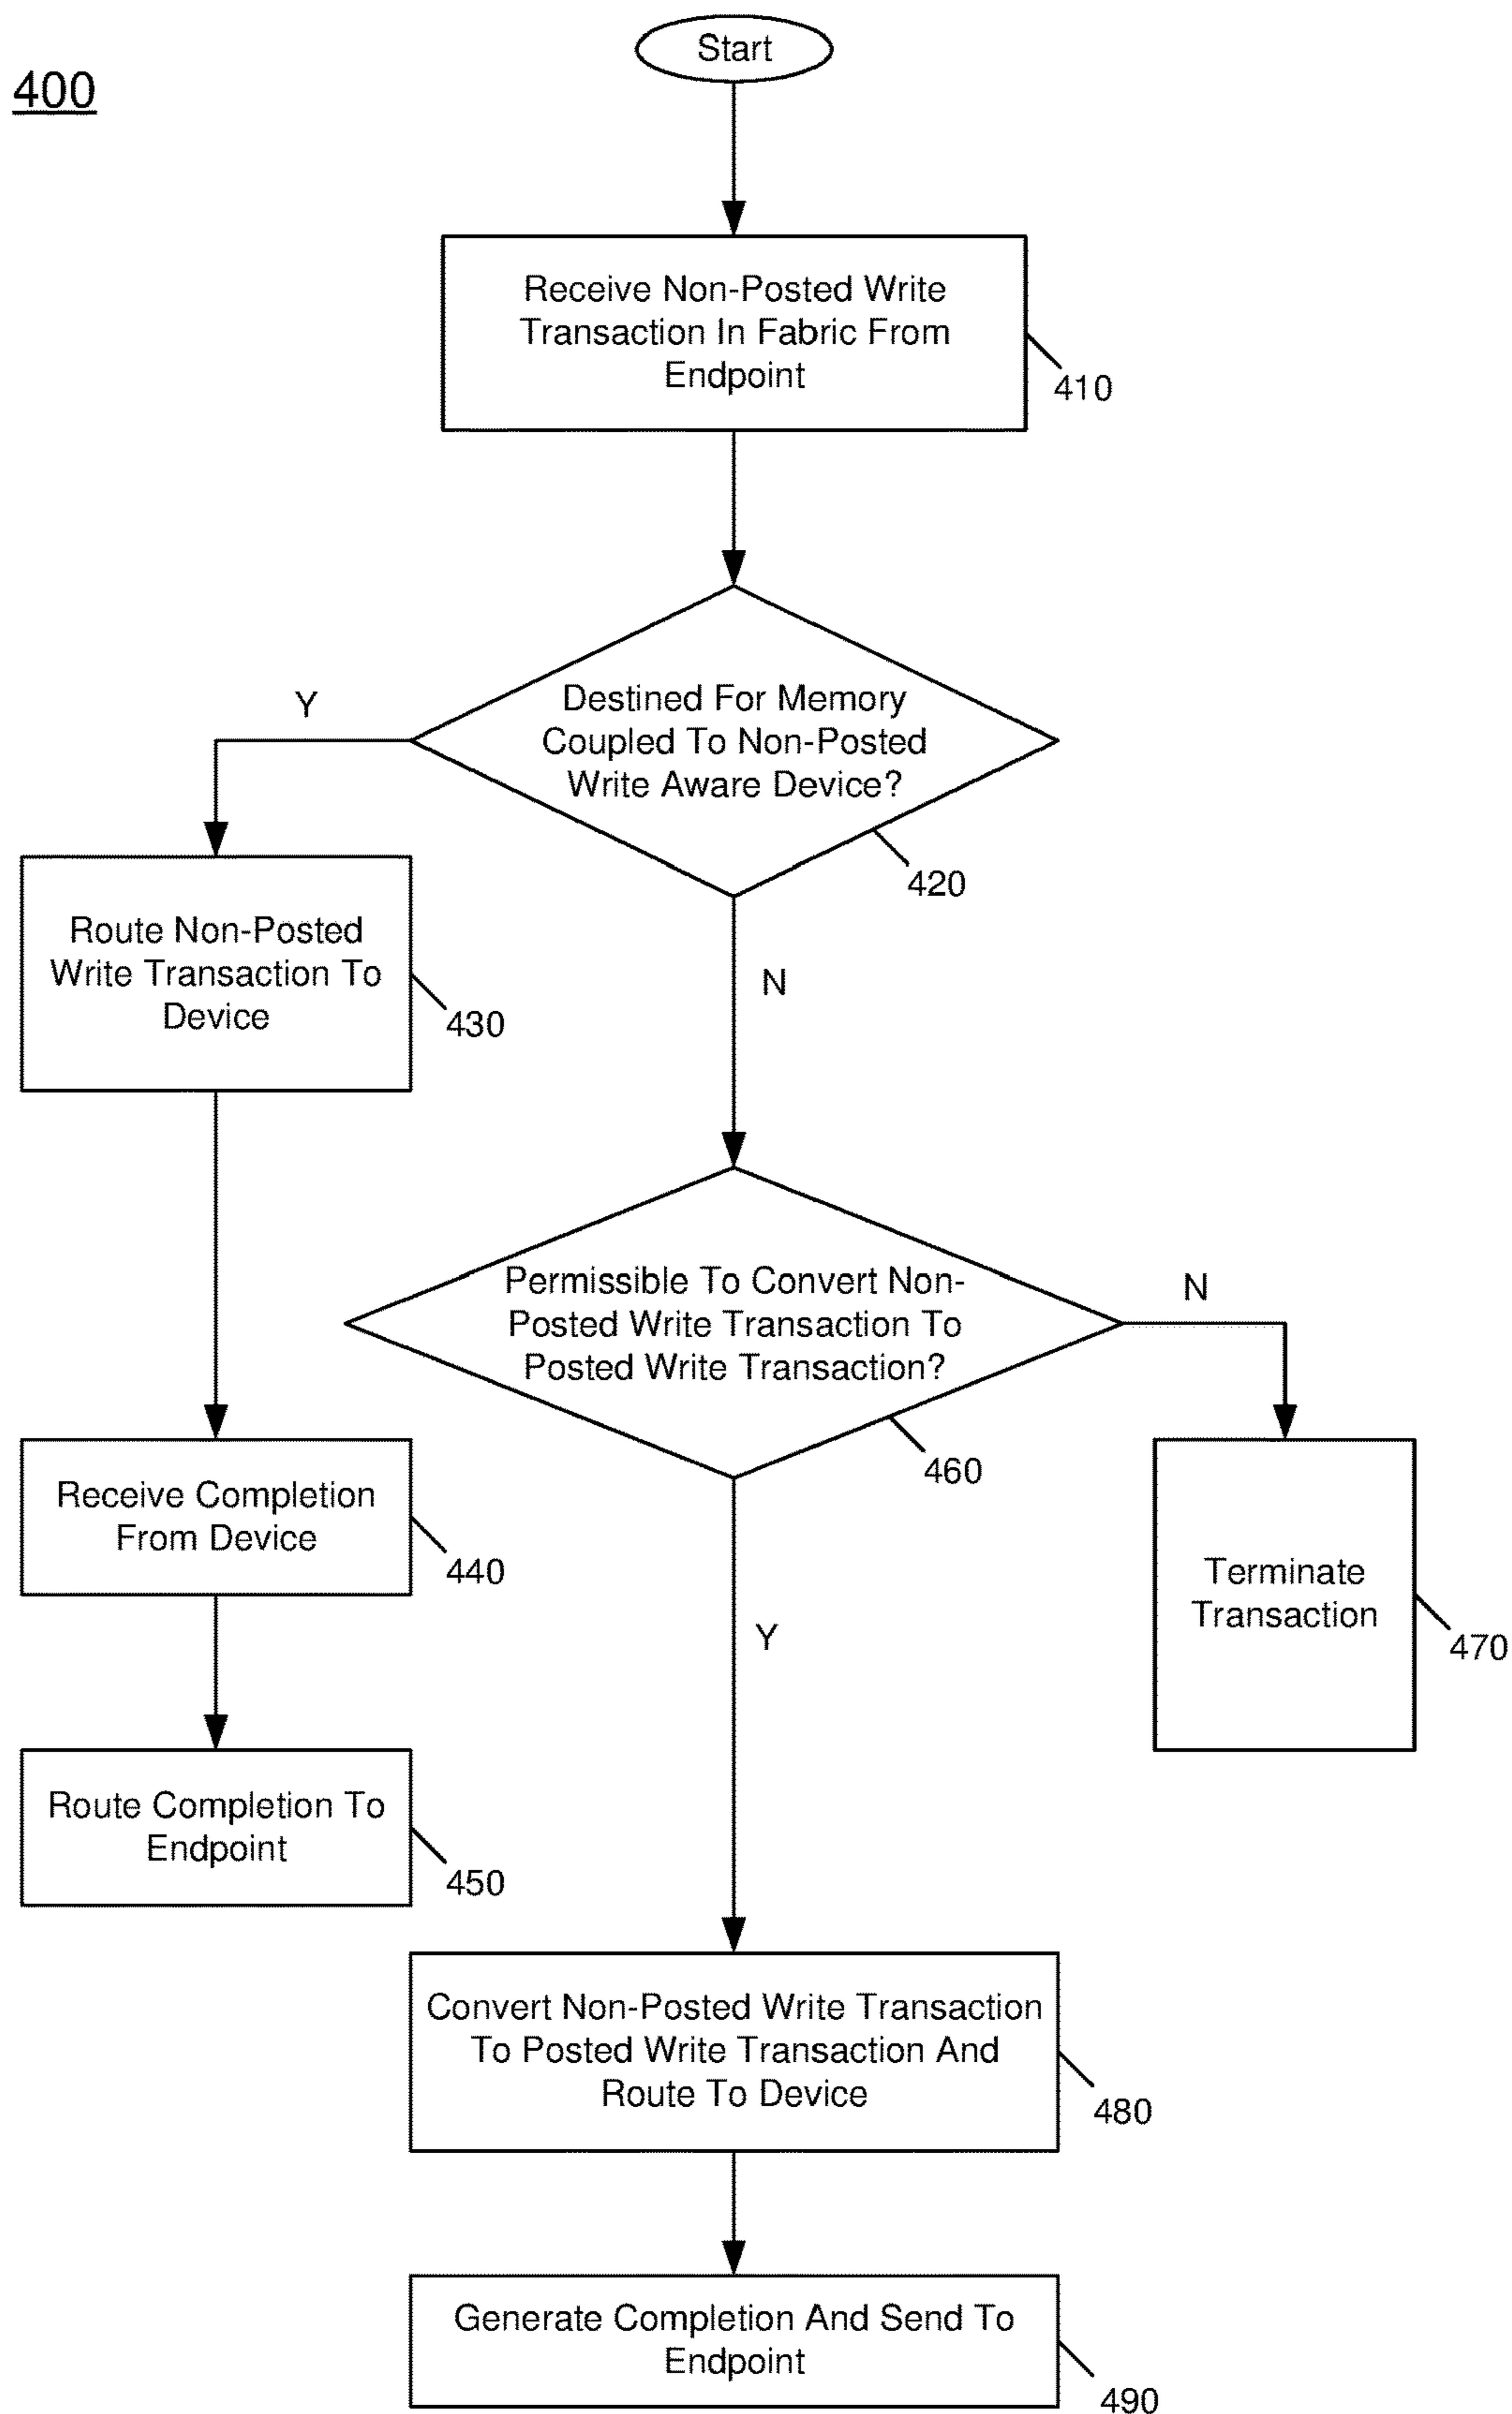 Start
400
Receive Non-Posted Write
Transaction In Fabric From
Endpoint
410
Destined For Memory
Coupled To Non-Posted
Write Aware Device?
Y
420
N
Route Non-Posted
Write Transaction To
Device
430
Permissible To Convert Non-
Posted Write Transaction To
Posted Write Transaction?
N
460
Receive Completion
From Device
440
Terminate
Transaction
470
Y
Route Completion To
Endpoint
450
Convert Non-Posted Write Transaction
To Posted Write Transaction And
Route To Device
480
Generate Completion And Send To
Endpoint
490